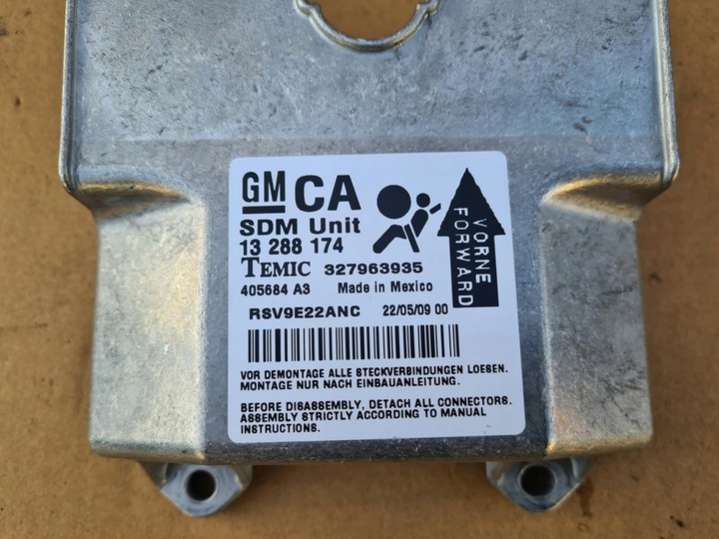 GM CA
SDM Unit
13 288 174
TEMIC 327963935
405684 A3 Made in Mexico
RSV9E22ANC 22/05/09 00
VORNE
FORWARD
VOR DEMONTAGE ALLE STECKVERBINDUNGEN LOESEN.
MONTAGE NUR NACH EINBAUANLEITUNG.
BEFORE DISASSEMBLY, DETACH ALL CONNECTORS.
ASSEMBLY STRICTLY ACCORDING TO MANUAL
INSTRUCTIONS.